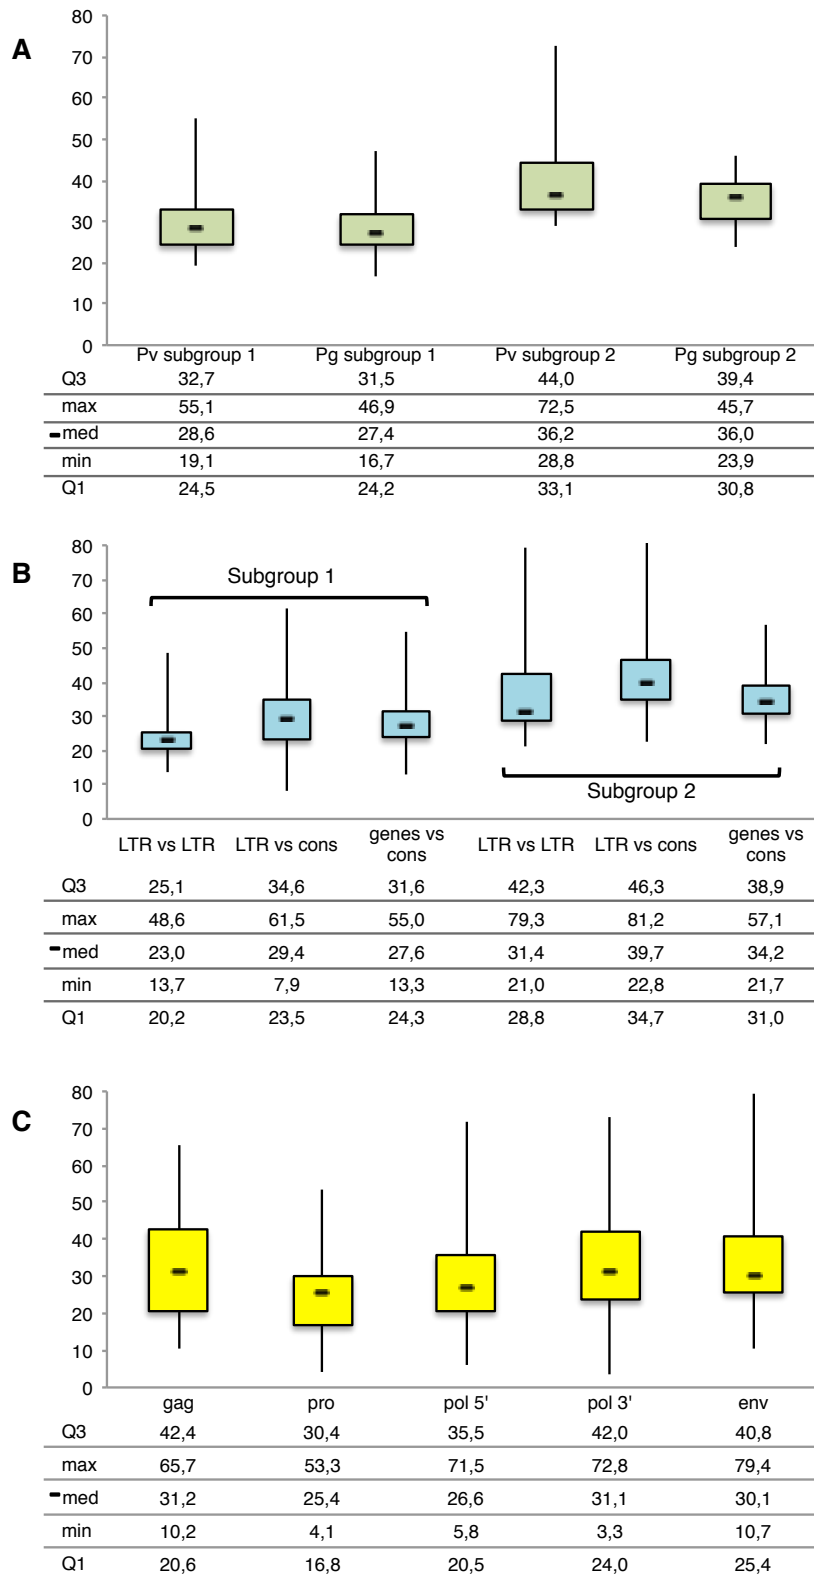 A
80
70
60
50
40
30
20
10
0
Pv subgroup 1 Pg subgroup 1 Pv subgroup 2 Pg subgroup 2
Q3 32,7 31,5 44,0 39,4
max 55,1 46,9 72,5 45,7
med 28,6 27,4 36,2 36,0
min 19,1 16,7 28,8 23,9
Q1 24,5 24,2 33,1 30,8
B
80
70
60
50
40
30
20
10
0
Subgroup 1
Subgroup 2
LTR vs LTR LTR vs cons genes vs cons LTR vs LTR LTR vs cons genes vs cons
Q3 25,1 34,6 31,6 42,3 46,3 38,9
max 48,6 61,5 55,0 79,3 81,2 57,1
med 23,0 29,4 27,6 31,4 39,7 34,2
min 13,7 7,9 13,3 21,0 22,8 21,7
Q1 20,2 23,5 24,3 28,8 34,7 31,0
C
80
70
60
50
40
30
20
10
0
gag pro pol 5' pol 3' env
Q3 42,4 30,4 35,5 42,0 40,8
max 65,7 53,3 71,5 72,8 79,4
med 31,2 25,4 26,6 31,1 30,1
min 10,2 4,1 5,8 3,3 10,7
Q1 20,6 16,8 20,5 24,0 25,4